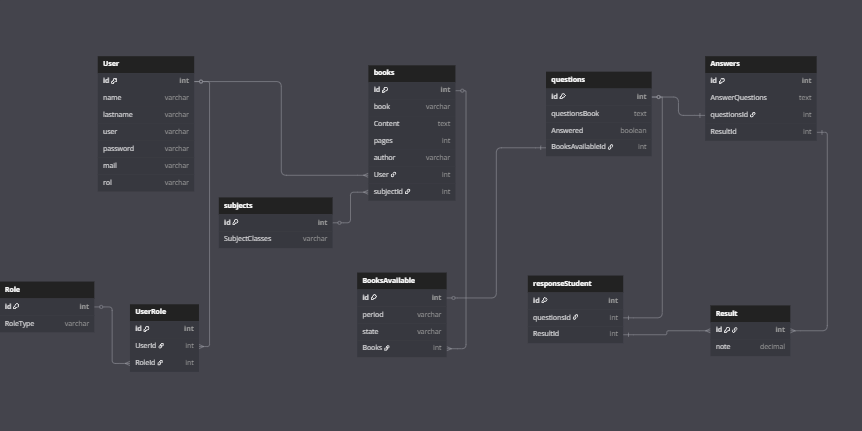 User
id int
name varchar
lastname varchar
user varchar
password varchar
mail varchar
rol varchar
books
id int
book varchar
Content text
pages int
author varchar
User int
subjectId int
questions
id int
questionsBook text
Answered boolean
BooksAvailableId int
Answers
id int
AnswerQuestions text
questionsId int
ResultId int
subjects
id int
SubjectClasses varchar
Role
id int
RoleType varchar
UserRole
id int
UserId int
RoleId int
BooksAvailable
id int
period varchar
state varchar
Books int
responseStudent
id int
questionsId int
ResultId int
Result
id int
note decimal